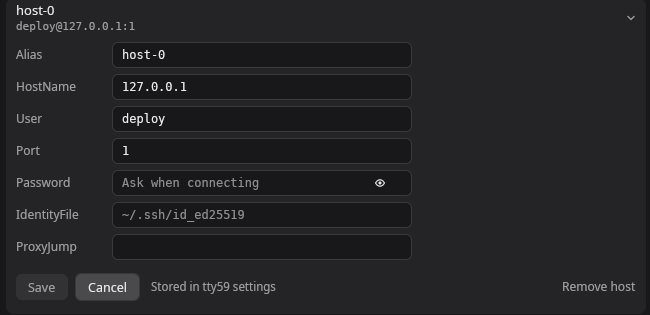 host-0
deploy@127.0.0.1:1
Alias host-0
HostName 127.0.0.1
User deploy
Port 1
Password Ask when connecting
IdentityFile ~/.ssh/id_ed25519
ProxyJump
Save Cancel Stored in tty59 settings Remove host